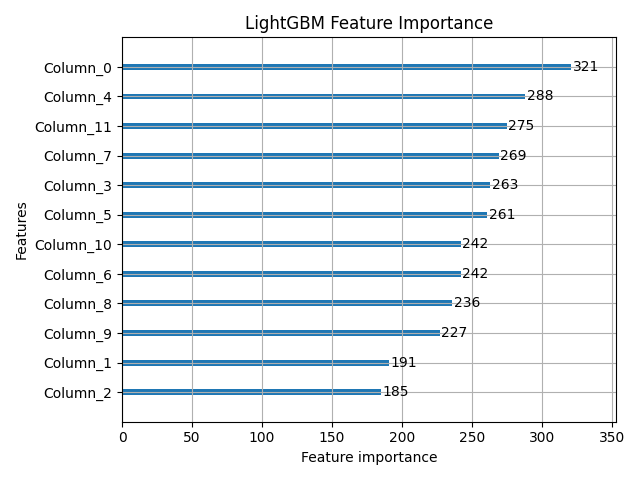 LightGBM Feature Importance
Column_0 321
Column_4 288
Column_11 275
Column_7 269
Column_3 263
Column_5 261
Column_10 242
Column_6 242
Column_8 236
Column_9 227
Column_1 191
Column_2 185
Features
0 50 100 150 200 250 300 350
Feature importance